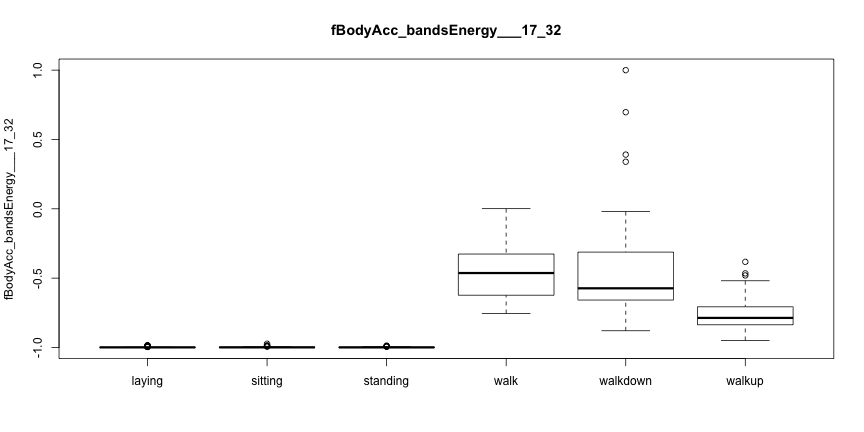 fBodyAcc_bandsEnergy___17_32
fBodyAcc_bandsEnergy___17_32
1.0
0.5
0.0
-0.5
-1.0
laying sitting standing walk walkdown walkup